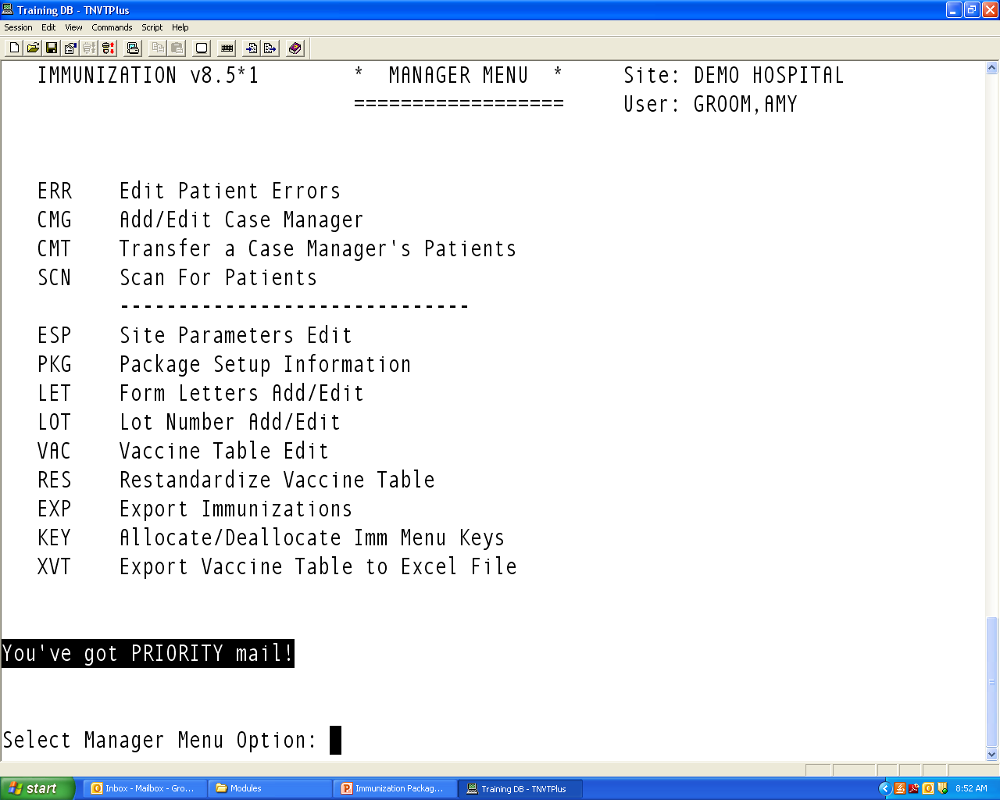 Training DB - TNVTPlus
Session Edit View Commands Script Help
IMMUNIZATION v8.5*1 * MANAGER MENU * Site: DEMO HOSPITAL
================== User: GROOM,AMY
ERR Edit Patient Errors
CMG Add/Edit Case Manager
CMT Transfer a Case Manager's Patients
SCN Scan For Patients
------------------------------
ESP Site Parameters Edit
PKG Package Setup Information
LET Form Letters Add/Edit
LOT Lot Number Add/Edit
VAC Vaccine Table Edit
RES Restandardize Vaccine Table
EXP Export Immunizations
KEY Allocate/Deallocate Imm Menu Keys
XVT Export Vaccine Table to Excel File
You've got PRIORITY mail!
Select Manager Menu Option:
start Inbox - Mailbox - Gro... Modules Immunization Packag... Training DB - TNVTPlus 8:52 AM